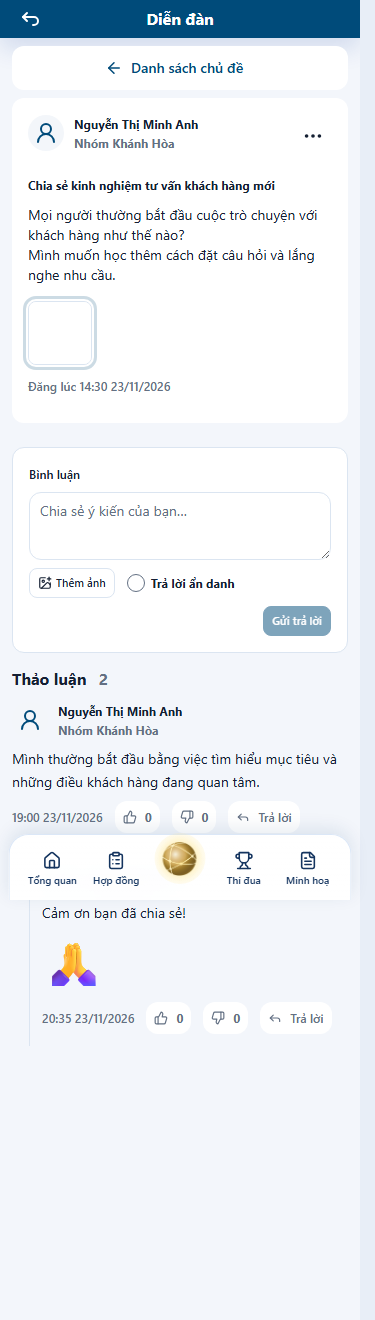 Diễn đàn
Danh sách chủ đề
Nguyễn Thị Minh Anh
Nhóm Khánh Hòa
Chia sẻ kinh nghiệm tư vấn khách hàng mới
Mọi người thường bắt đầu cuộc trò chuyện với
khách hàng như thế nào?
Mình muốn học thêm cách đặt câu hỏi và lắng
nghe nhu cầu.
Đăng lúc 14:30 23/11/2026
Bình luận
Chia sẻ ý kiến của bạn...
Thêm ảnh
Trả lời ẩn danh
Gửi trả lời
Thảo luận 2
Nguyễn Thị Minh Anh
Nhóm Khánh Hòa
Mình thường bắt đầu bằng việc tìm hiểu mục tiêu và
những điều khách hàng đang quan tâm.
19:00 23/11/2026 0 0 Trả lời
Tổng quan Hợp đồng Thi đua Minh hoạ
Cảm ơn bạn đã chia sẻ!
20:35 23/11/2026 0 0 Trả lời